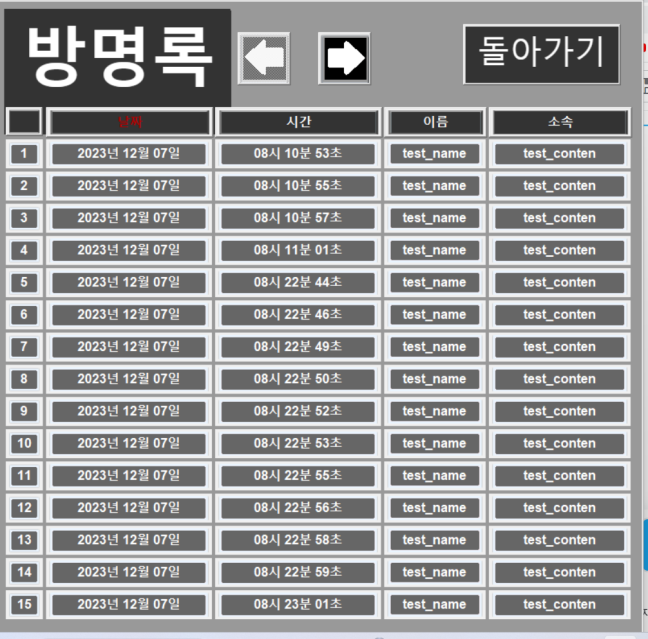 방명록
돌아가기
날짜 시간 이름 소속
1 2023년 12월 07일 08시 10분 53초 test_name test_conten
2 2023년 12월 07일 08시 10분 55초 test_name test_conten
3 2023년 12월 07일 08시 10분 57초 test_name test_conten
4 2023년 12월 07일 08시 11분 01초 test_name test_conten
5 2023년 12월 07일 08시 22분 44초 test_name test_conten
6 2023년 12월 07일 08시 22분 46초 test_name test_conten
7 2023년 12월 07일 08시 22분 49초 test_name test_conten
8 2023년 12월 07일 08시 22분 50초 test_name test_conten
9 2023년 12월 07일 08시 22분 52초 test_name test_conten
10 2023년 12월 07일 08시 22분 53초 test_name test_conten
11 2023년 12월 07일 08시 22분 55초 test_name test_conten
12 2023년 12월 07일 08시 22분 56초 test_name test_conten
13 2023년 12월 07일 08시 22분 58초 test_name test_conten
14 2023년 12월 07일 08시 22분 59초 test_name test_conten
15 2023년 12월 07일 08시 23분 01초 test_name test_conten